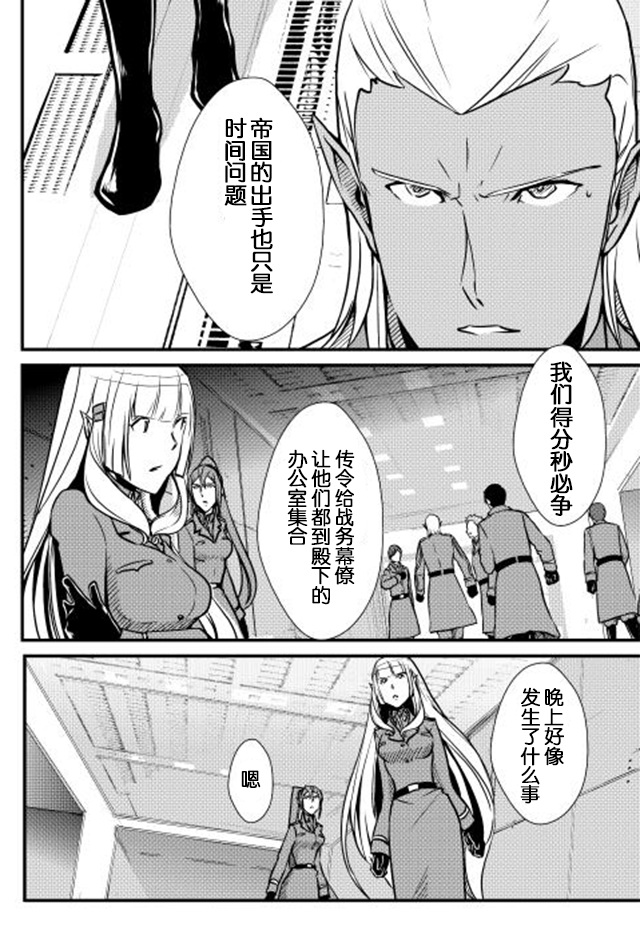 帝国的出手也只是
时间问题
我们得分秒必争
传令给战务幕僚
让他们都到殿下的
办公室集合
晚上好像
发生了什么事
嗯